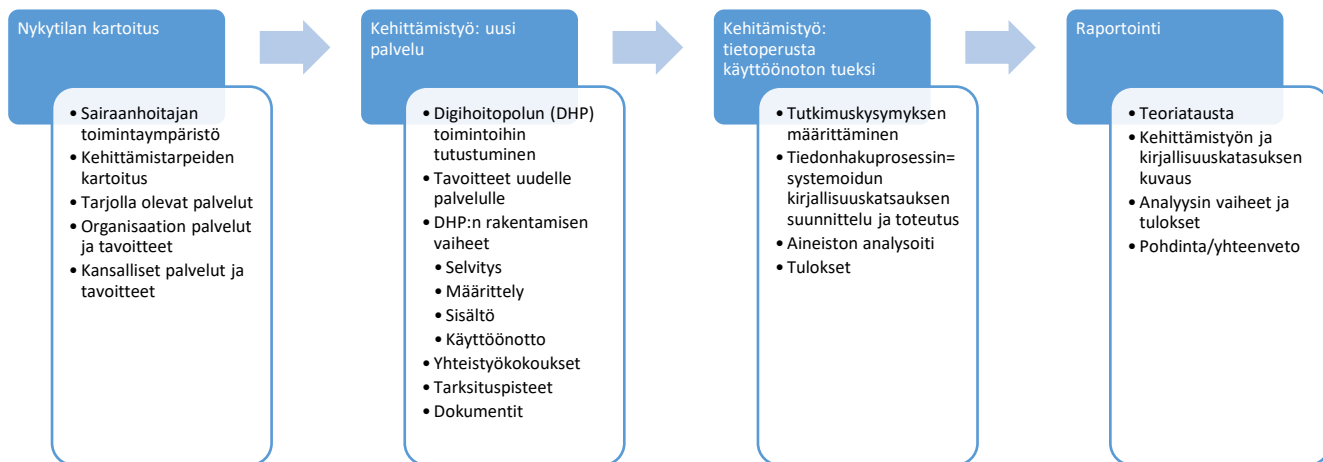 Nykytilan kartoitus
• Sairaanhoitajan
toimintaympäristö
• Kehittämistarpeiden
kartoitus
• Tarjolla olevat palvelut
• Organisaation palvelut
ja tavoitteet
• Kansalliset palvelut ja
tavoitteet
Kehittämistyö: uusi
palvelu
• Digihoitopolun (DHP)
toimintoihin
tutustuminen
• Tavoitteet uudelle
palvelulle
• DHP:n rakentamisen
vaiheet
• Selvitys
• Määrittely
• Sisältö
• Käyttöönotto
• Yhteistyökokoukset
• Tarksituspisteet
• Dokumentit
Kehitämistyö:
tietoperusta
käyttöönoton tueksi
• Tutkimuskysymyksen
määrittäminen
• Tiedonhakuprosessin=
systemoidun
kirjallisuuskatsauksen
suunnittelu ja toteutus
• Aineiston analysoiti
• Tulokset
Raportointi
• Teoriatausta
• Kehittämistyön ja
kirjallisuuskatasuksen
kuvaus
• Analyysin vaiheet ja
tulokset
• Pohdinta/yhteenveto